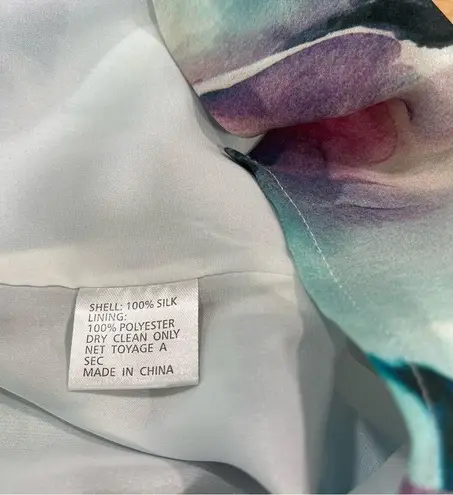 SHELL: 100% SILK
LINING:
100% POLYESTER
DRY CLEAN ONLY
NET TOYAGE A
SEC
MADE IN CHINA